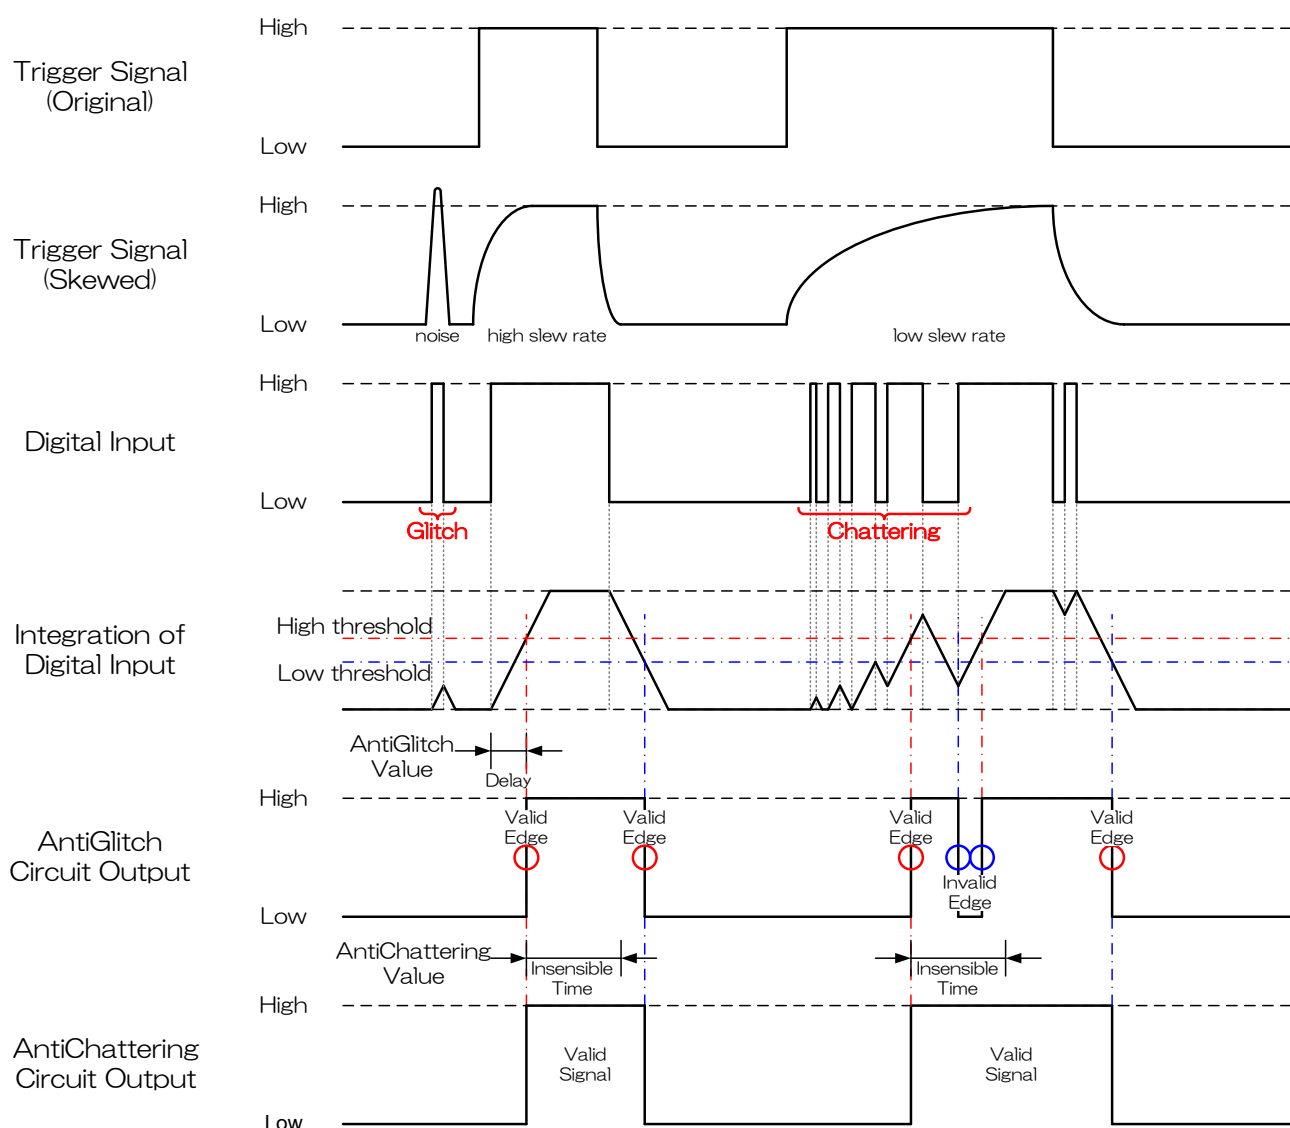 High
Trigger Signal
(Original)
Low
High
Trigger Signal
(Skewed)
Low
noise
high slew rate
low slew rate
High
Digital Input
Low
Glitch
Chattering
High threshold
Integration of
Digital Input
Low threshold
AntiGlitch
Value
Delay
High
Valid
Edge
Valid
Edge
Valid
Edge
Valid
Edge
AntiGlitch
Circuit Output
Invalid
Edge
Low
AntiChattering
Value
Insensible
Time
Insensible
Time
High
AntiChattering
Circuit Output
Valid
Signal
Valid
Signal
Low